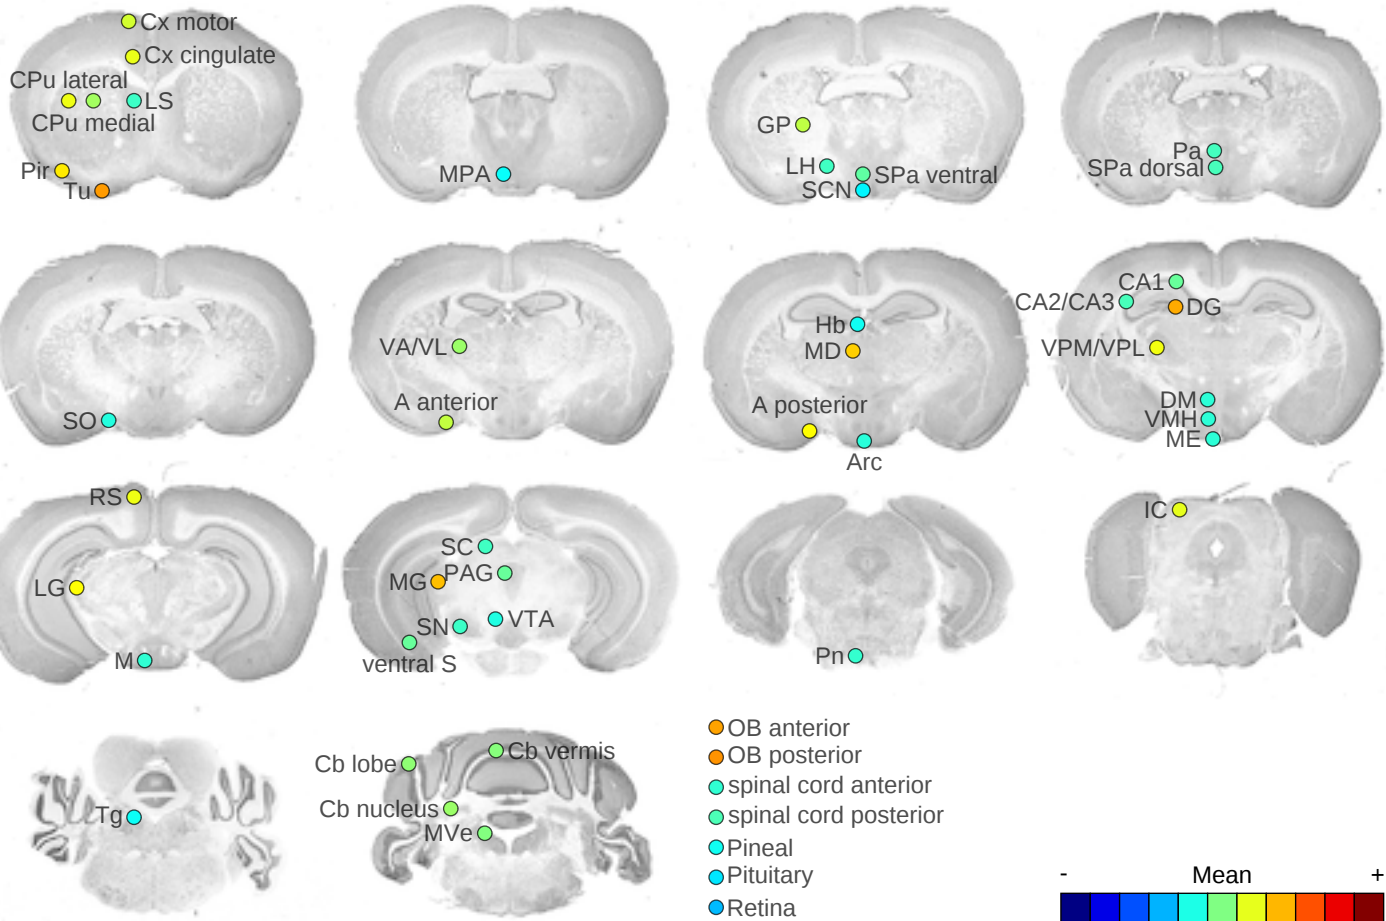 Cx motor
Cx cingulate
CPu lateral
LS
CPu medial
Pir
Tu
MPA
GP
LH
SPa ventral
SCN
Pa
SPa dorsal
SO
VA/VL
A anterior
Hb
MD
A posterior
Arc
CA1
CA2/CA3
DG
VPM/VPL
DM
VMH
ME
RS
LG
M
SC
MG
PAG
SN
VTA
ventral S
Pn
IC
Tg
Cb lobe
Cb vermis
Cb nucleus
MVe
OB anterior
OB posterior
spinal cord anterior
spinal cord posterior
Pineal
Pituitary
Retina
- Mean +